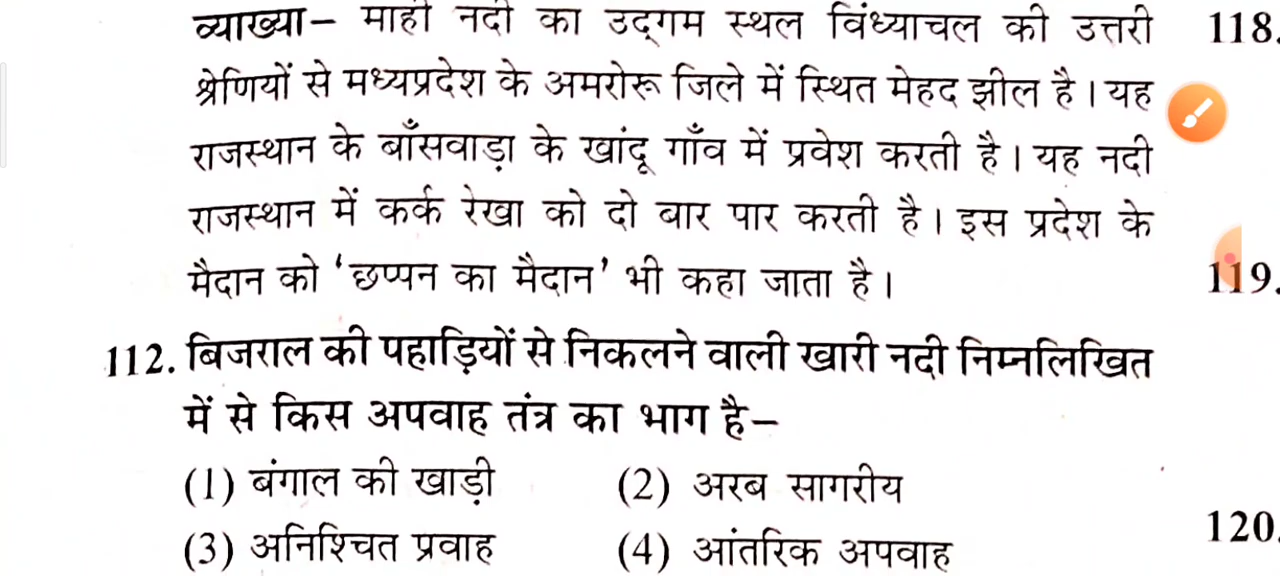 व्याख्या– माही नदी का उद्‌गम स्थल विंध्याचल की उत्तरी
श्रेणियों से मध्यप्रदेश के अमरोरू जिले में स्थित मेहद झील है। यह
राजस्थान के बाँसवाड़ा के खांदू गाँव में प्रवेश करती है। यह नदी
राजस्थान में कर्क रेखा को दो बार पार करती है। इस प्रदेश के
मैदान को ‘छप्पन का मैदान’ भी कहा जाता है।
112. बिजराल की पहाड़ियों से निकलने वाली खारी नदी निम्नलिखित
में से किस अपवाह तंत्र का भाग है–
(1) बंगाल की खाड़ी (2) अरब सागरीय
(3) अनिश्चित प्रवाह (4) आंतरिक अपवाह
118.
119.
120.